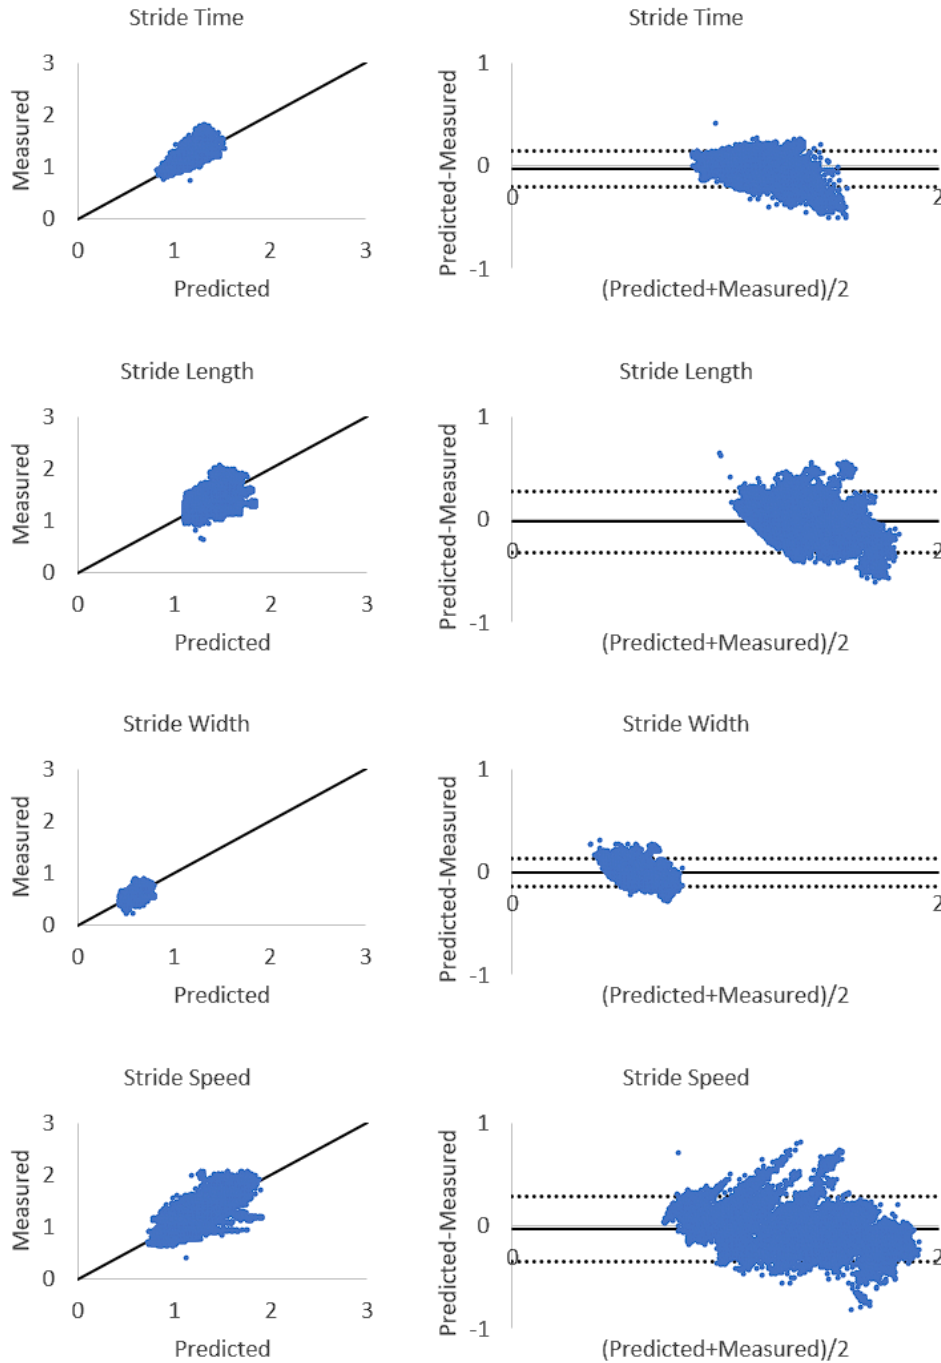 Stride Time
Stride Time
3
2
1
0
Measured
0 1 2 3
Predicted
1
0
-1
Predicted-Measured
0 2
(Predicted+Measured)/2
Stride Length
Stride Length
3
2
1
0
Measured
0 1 2 3
Predicted
1
0
-1
Predicted-Measured
0 2
(Predicted+Measured)/2
Stride Width
Stride Width
3
2
1
0
Measured
0 1 2 3
Predicted
1
0
-1
Predicted-Measured
0 2
(Predicted+Measured)/2
Stride Speed
Stride Speed
3
2
1
0
Measured
0 1 2 3
Predicted
1
0
-1
Predicted-Measured
0 2
(Predicted+Measured)/2